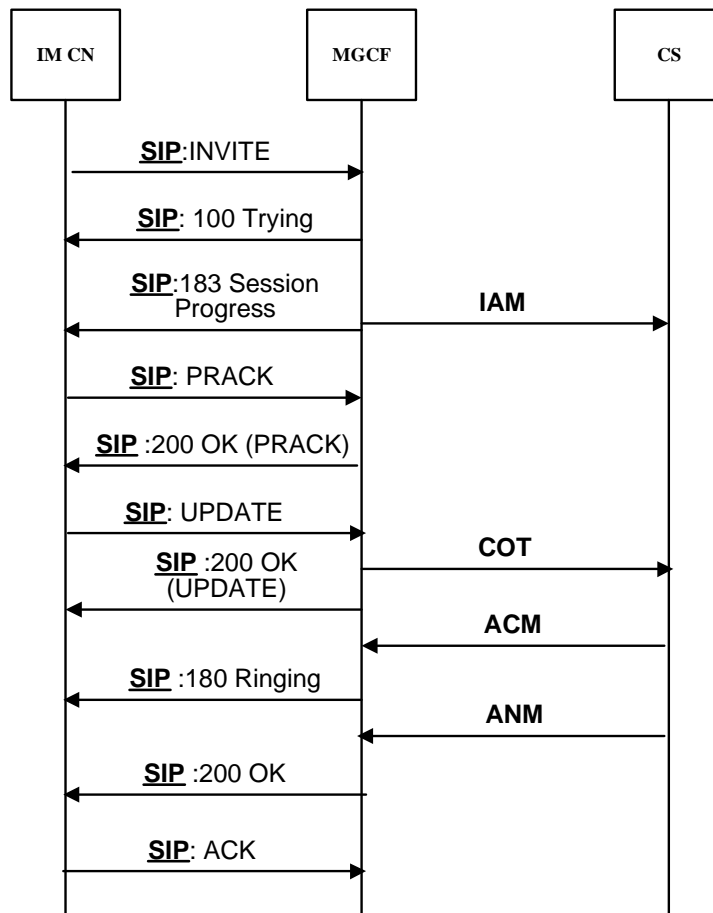 IM CN
MGCF
CS
SIP:INVITE
SIP: 100 Trying
SIP:183 Session
Progress
IAM
SIP: PRACK
SIP :200 OK (PRACK)
SIP: UPDATE
SIP :200 OK
(UPDATE)
COT
ACM
SIP :180 Ringing
ANM
SIP :200 OK
SIP: ACK